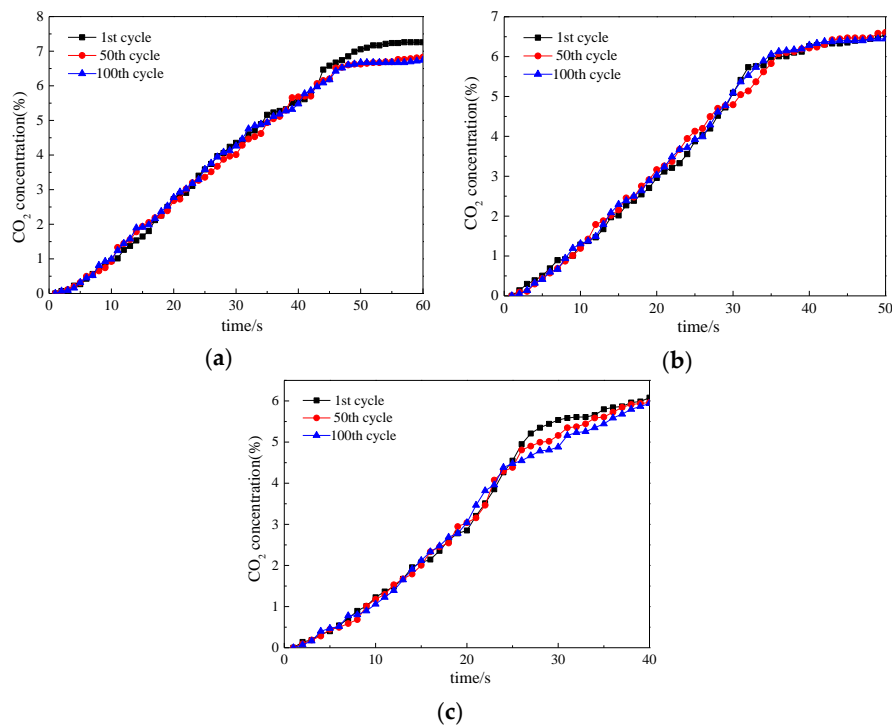 8
7
6
5
4
3
2
1
0
1st cycle
50th cycle
100th cycle
CO2 concentration(%)
0 10 20 30 40 50 60
time/s
(a)
7
6
5
4
3
2
1
0
1st cycle
50th cycle
100th cycle
CO2 concentration(%)
0 10 20 30 40 50
time/s
(b)
6
5
4
3
2
1
0
1st cycle
50th cycle
100th cycle
CO2 concentration(%)
0 10 20 30 40
time/s
(c)